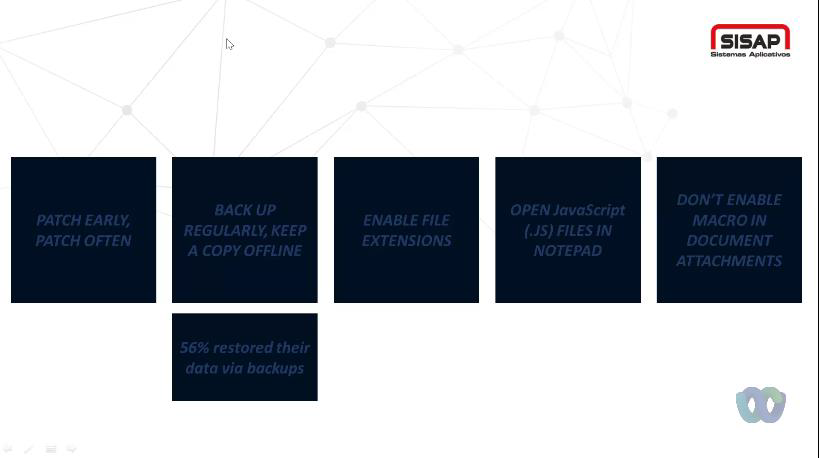 SISAP
Sistemas Aplicativos
PATCH EARLY,
PATCH OFTEN
BACK UP
REGULARLY, KEEP
A COPY OFFLINE
ENABLE FILE
EXTENSIONS
OPEN JavaScript
(.JS) FILES IN
NOTEPAD
DON'T ENABLE
MACRO IN
DOCUMENT
ATTACHMENTS
56% restored their
data via backups